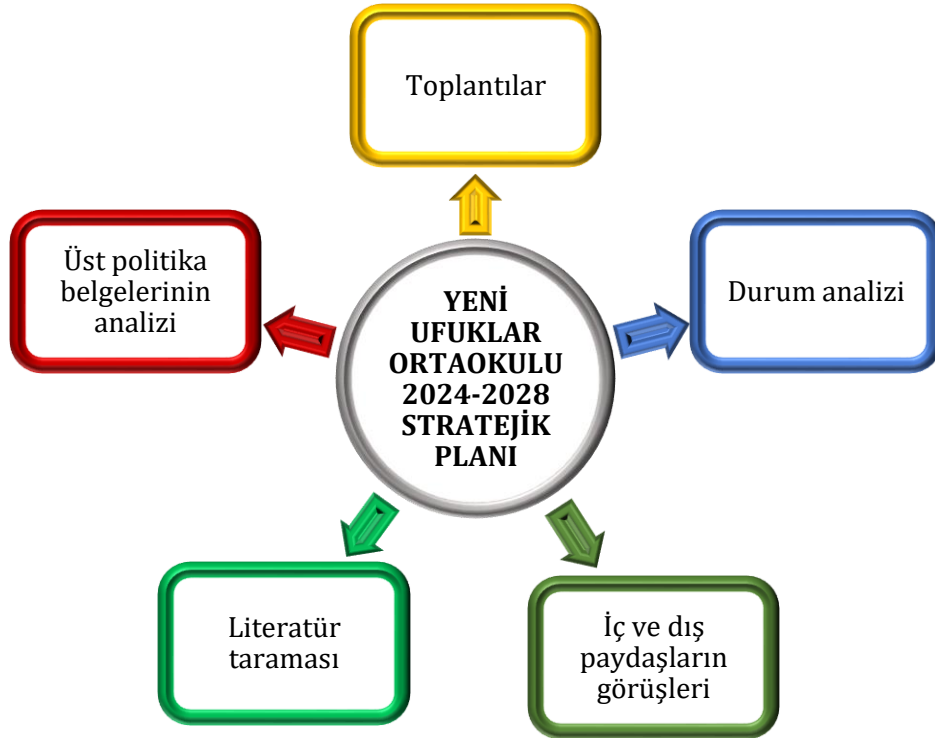 Toplantılar
Üst politika
belgelerinin
analizi
YENİ
UFUKLAR
ORTAOKULU
2024-2028
STRATEJİK
PLANI
Durum analizi
Literatür
taraması
İç ve dış
paydaşların
görüşleri